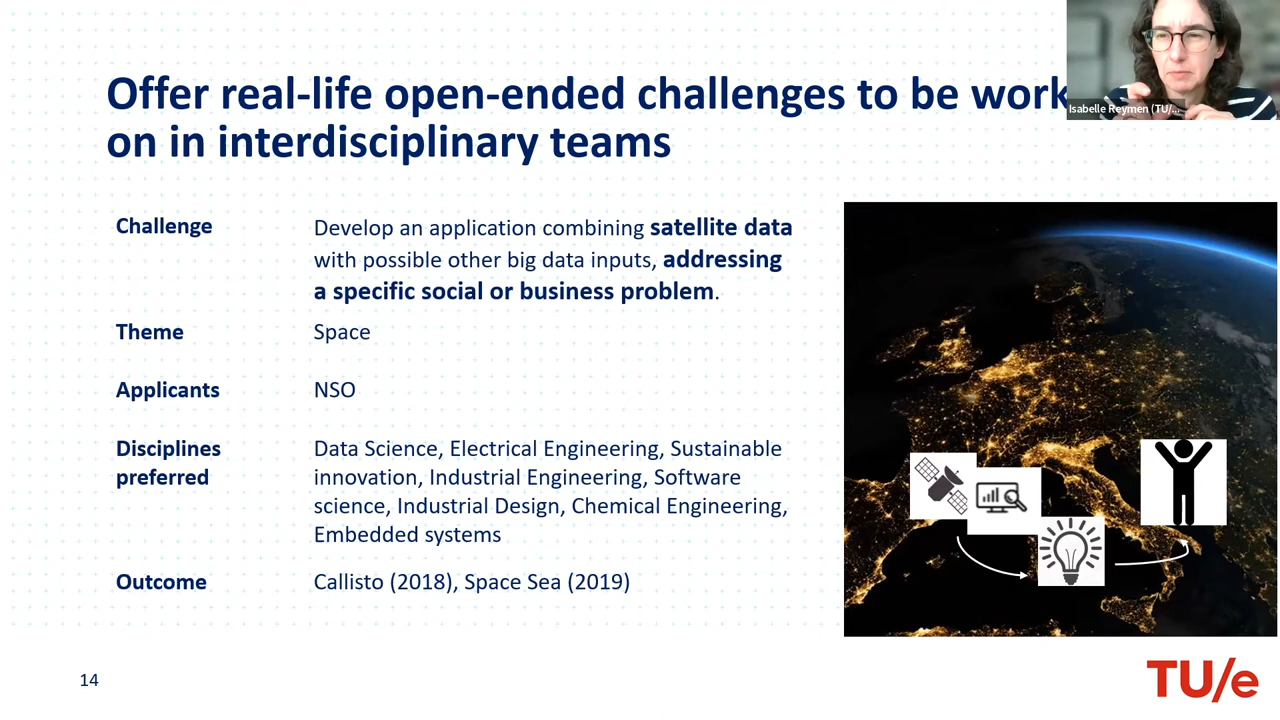 Offer real-life open-ended challenges to be work
on in interdisciplinary teams
Isabelle Reymen (TU/...
Challenge
Develop an application combining satellite data
with possible other big data inputs, addressing
a specific social or business problem.
Theme
Space
Applicants
NSO
Disciplines
preferred
Data Science, Electrical Engineering, Sustainable
innovation, Industrial Engineering, Software
science, Industrial Design, Chemical Engineering,
Embedded systems
Outcome
Callisto (2018), Space Sea (2019)
14
TU/e